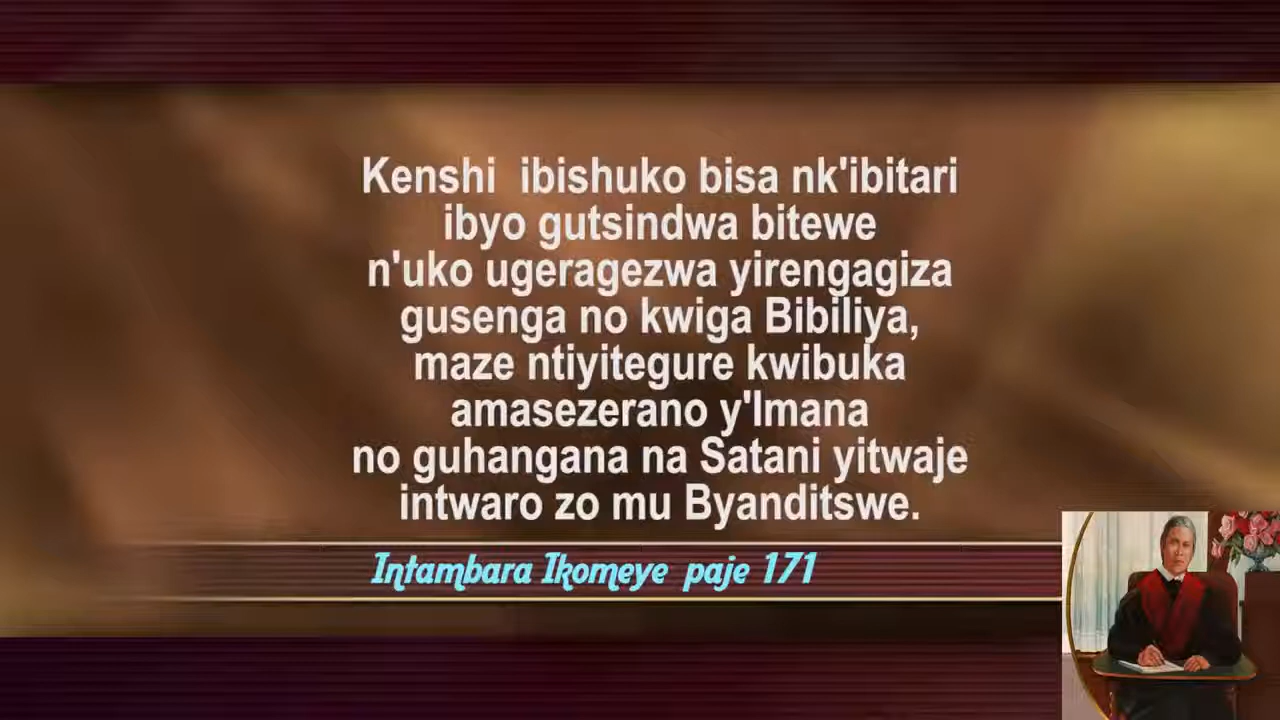 Kenshi ibishuko bisa nk'ibitari
ibyo gutsindwa bitewe
n'uko ugeragezwa yirengagiza
gusenga no kwiga Bibiliya,
maze ntiyitegure kwibuka
amasezerano y'Imana
no guhangana na Satani yitwaje
intwaro zo mu Byanditswe.
Intambara Ikomeye paje 171